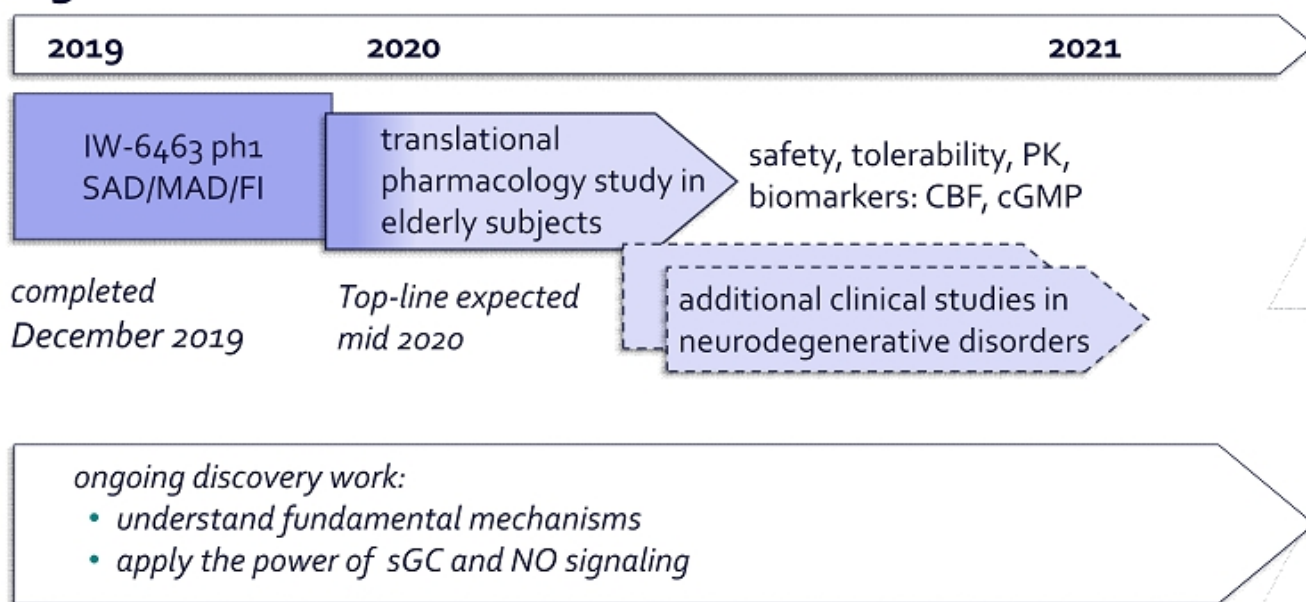 2019 2020 2021
IW-6463 ph1
SAD/MAD/FI
translational
pharmacology study in
elderly subjects
safety, tolerability, PK,
biomarkers: CBF, cGMP
completed
December 2019
Top-line expected
mid 2020
additional clinical studies in
neurodegenerative disorders
ongoing discovery work:
• understand fundamental mechanisms
• apply the power of sGC and NO signaling